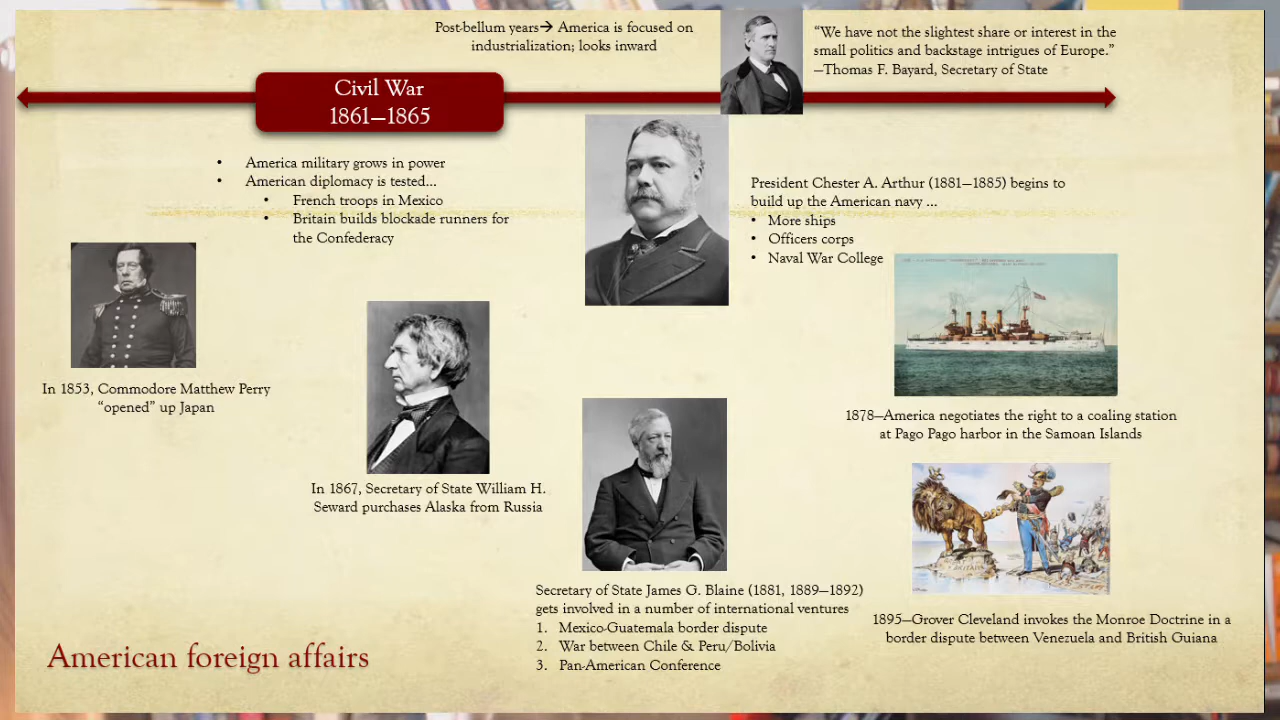 Post-bellum years→ America is focused on
industrialization; looks inward
“We have not the slightest share or interest in the
small politics and backstage intrigues of Europe.”
—Thomas F. Bayard, Secretary of State
Civil War
1861—1865
• America military grows in power
• American diplomacy is tested...
• French troops in Mexico
• Britain builds blockade runners for
the Confederacy
President Chester A. Arthur (1881—1885) begins to
build up the American navy ...
• More ships
• Officers corps
• Naval War College
In 1853, Commodore Matthew Perry
“opened” up Japan
1878—America negotiates the right to a coaling station
at Pago Pago harbor in the Samoan Islands
In 1867, Secretary of State William H.
Seward purchases Alaska from Russia
Secretary of State James G. Blaine (1881, 1889—1892)
gets involved in a number of international ventures
1. Mexico-Guatemala border dispute
2. War between Chile & Peru/Bolivia
3. Pan-American Conference
1895—Grover Cleveland invokes the Monroe Doctrine in a
border dispute between Venezuela and British Guiana
American foreign affairs